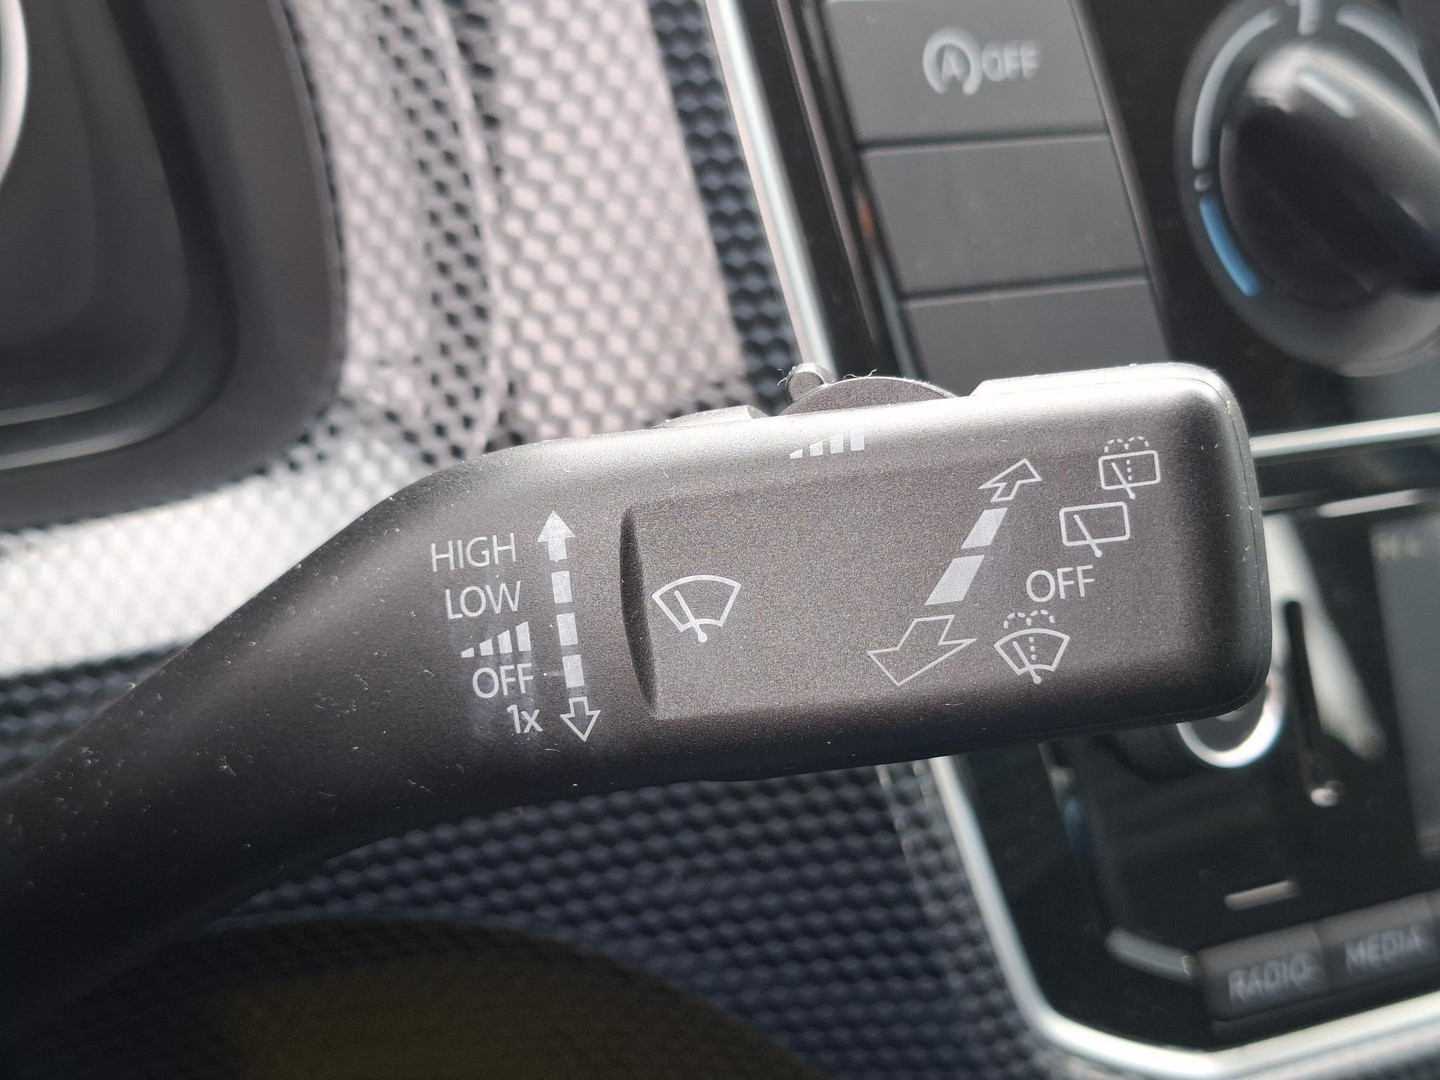 A OFF
HIGH
LOW
OFF
1x
OFF
RADIO
MEDIA